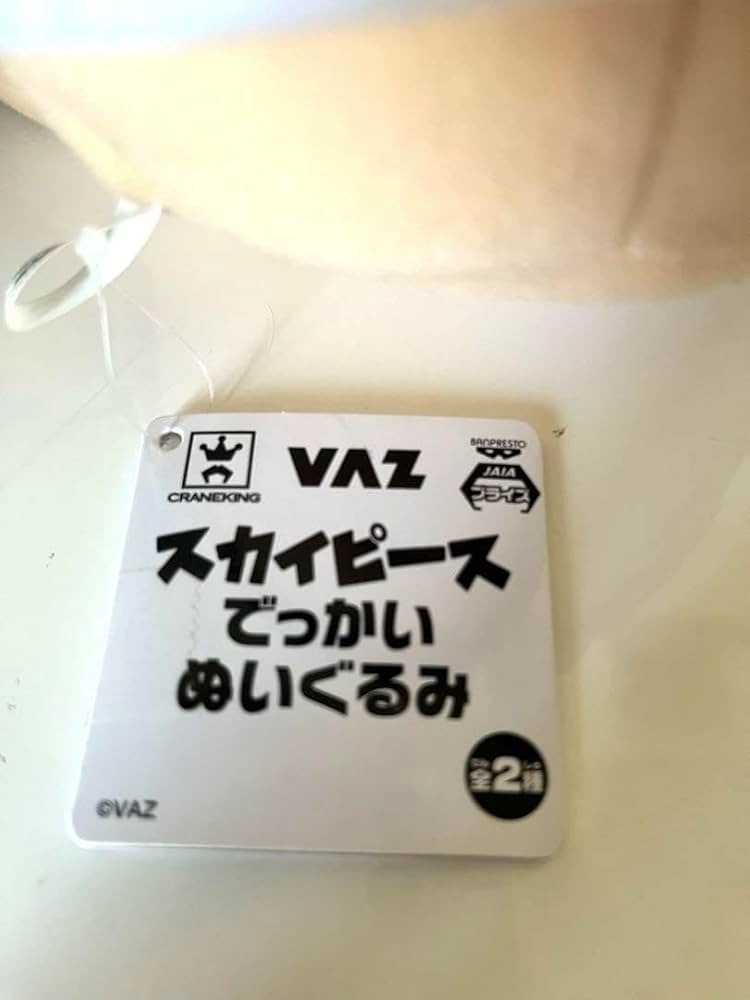 CRANEKING
VAZ
BANPRESTO
JAIA
プライズ
スカイピース
でっかい
ぬいぐるみ
全2種
©VAZ